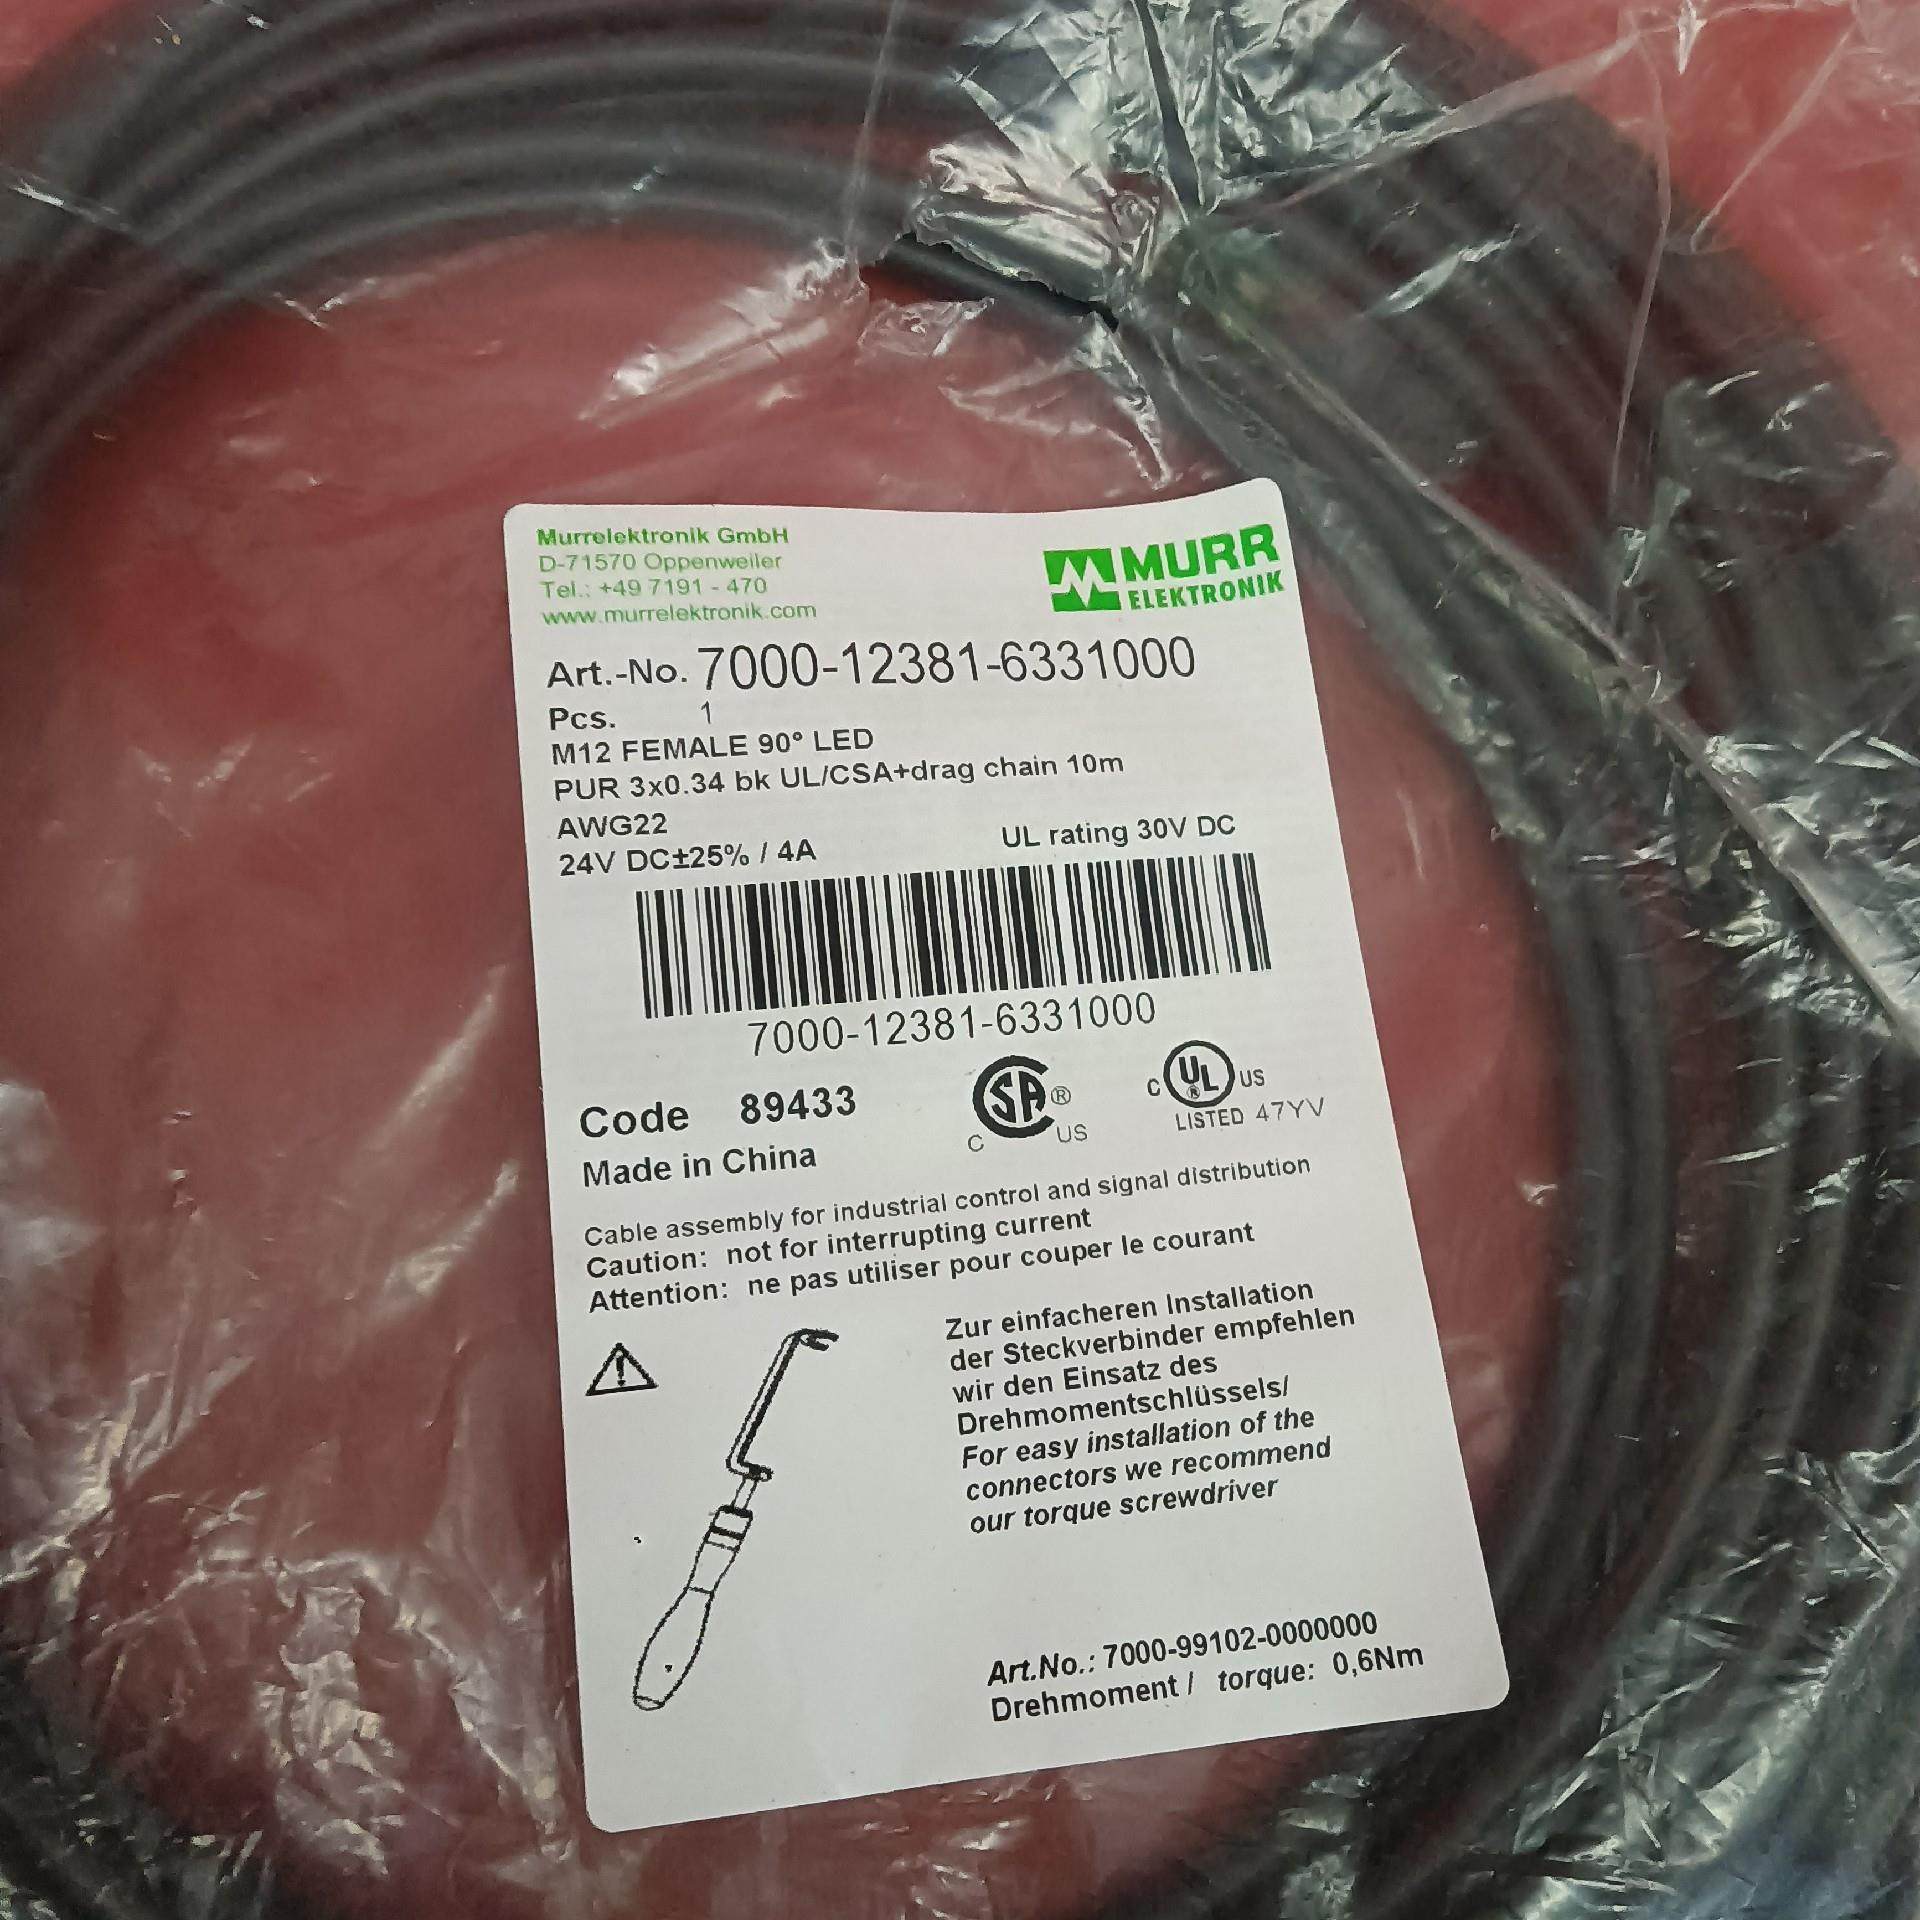 Murrelektronik GmbH
D-71570 Oppenweiler
Tel.: +49 7191 - 470
www.murrelektronik.com
MURR
ELEKTRONIK
Art.-No. 7000-12381-6331000
Pcs. 1
M12 FEMALE 90° LED
PUR 3x0.34 bk UL/CSA+drag chain 10m
AWG22
24V DC±25% / 4A UL rating 30V DC
7000-12381-6331000
Code 89433
Made in China
C SA ® US
C UL ® US
LISTED 47YV
Cable assembly for industrial control and signal distribution
Caution: not for interrupting current
Attention: ne pas utiliser pour couper le courant
Zur einfacheren Installation
der Steckverbinder empfehlen
wir den Einsatz des
Drehmomentschlüssels/
For easy installation of the
connectors we recommend
our torque screwdriver
Art.No.: 7000-99102-0000000
Drehmoment / torque: 0,6Nm